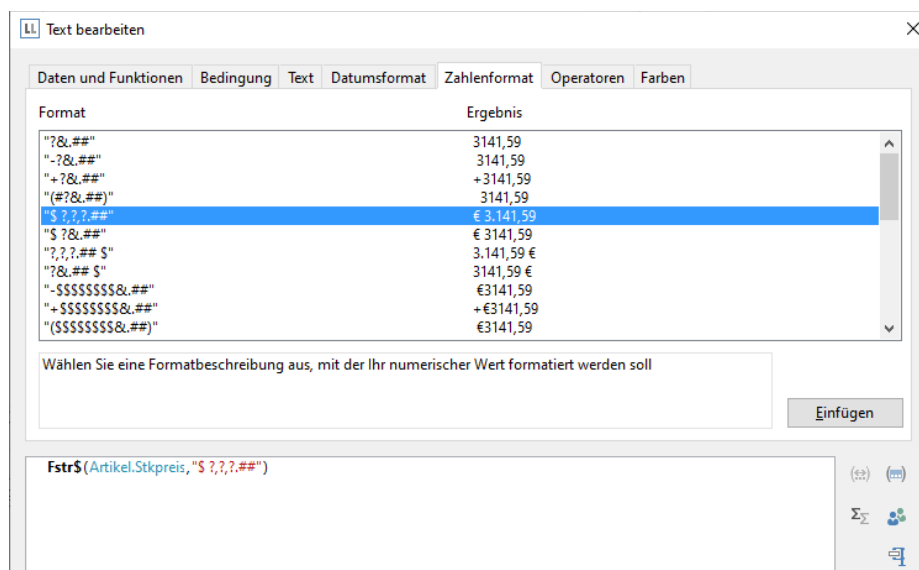 LL Text bearbeiten
Daten und Funktionen Bedingung Text Datumsformat Zahlenformat Operatoren Farben
Format Ergebnis
"?&.##" 3141,59
"-?&.##" 3141,59
"+?&.##" +3141,59
"(#?&.##)" 3141,59
"$ ?,?,?.##" € 3.141,59
"$ ?&.##" € 3141,59
"?,?,?.## $" 3.141,59 €
"?&.## $" 3141,59 €
"-$$$$$$$$&.##" €3141,59
"+$$$$$$$$&.##" +€3141,59
"($$$$$$$$&.##)" €3141,59
Wählen Sie eine Formatbeschreibung aus, mit der Ihr numerischer Wert formatiert werden soll
Einfügen
Fstr$(Artikel.Stkpreis,"$ ?,?,?.##")